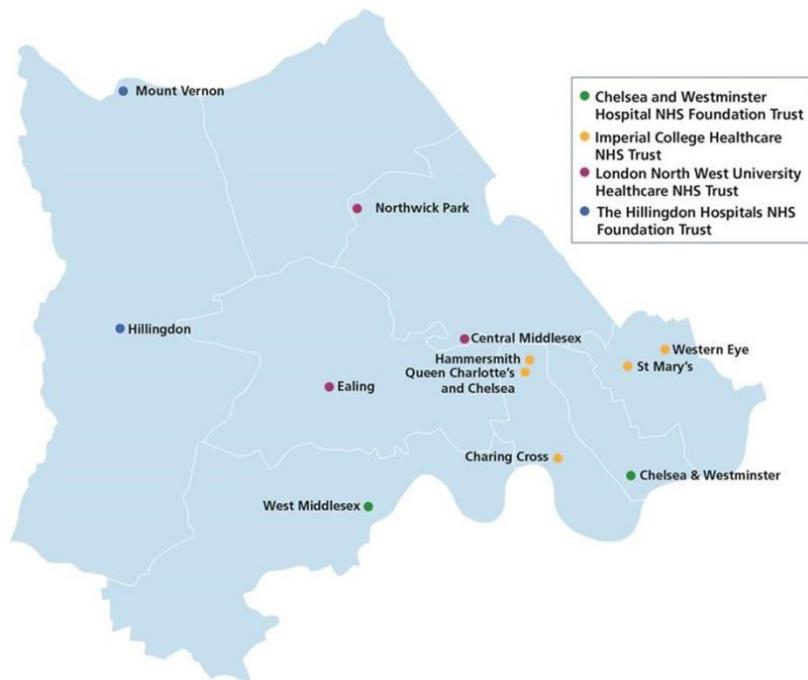 Mount Vernon
Chelsea and Westminster
Hospital NHS Foundation Trust
Imperial College Healthcare
NHS Trust
London North West University
Healthcare NHS Trust
The Hillingdon Hospitals NHS
Foundation Trust
Northwick Park
Hillingdon
Central Middlesex
Hammersmith
Queen Charlotte's
and Chelsea
Western Eye
St Mary's
Ealing
Charing Cross
Chelsea & Westminster
West Middlesex